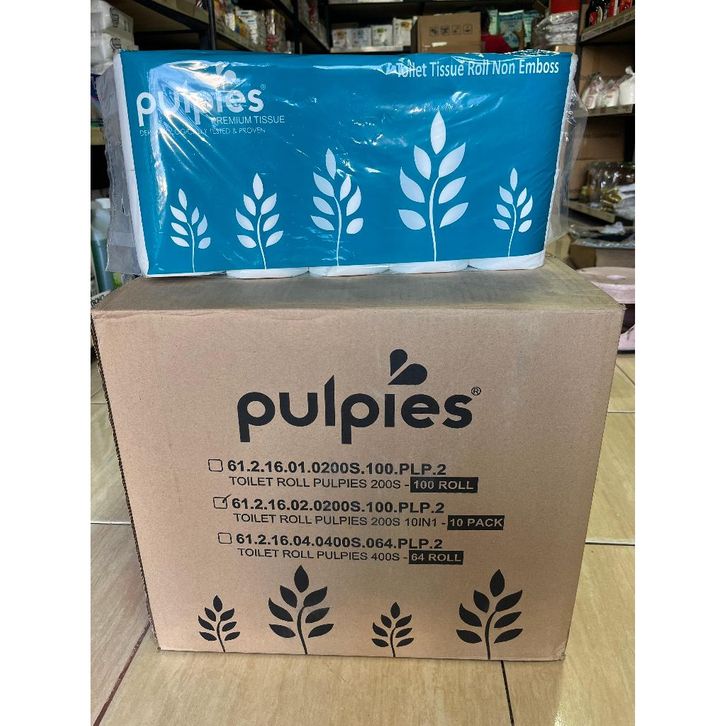 Toilet Tissue Roll Non Emboss
pulpies®
PREMIUM TISSUE
TESTED & PROVEN
pulpies®
61.2.16.01.0200S.100.PLP.2
TOILET ROLL PULPIES 200S - 100 ROLL
61.2.16.02.0200S.100.PLP.2
TOILET ROLL PULPIES 200S 10IN1 - 10 PACK
61.2.16.04.0400S.064.PLP.2
TOILET ROLL PULPIES 400S - 64 ROLL